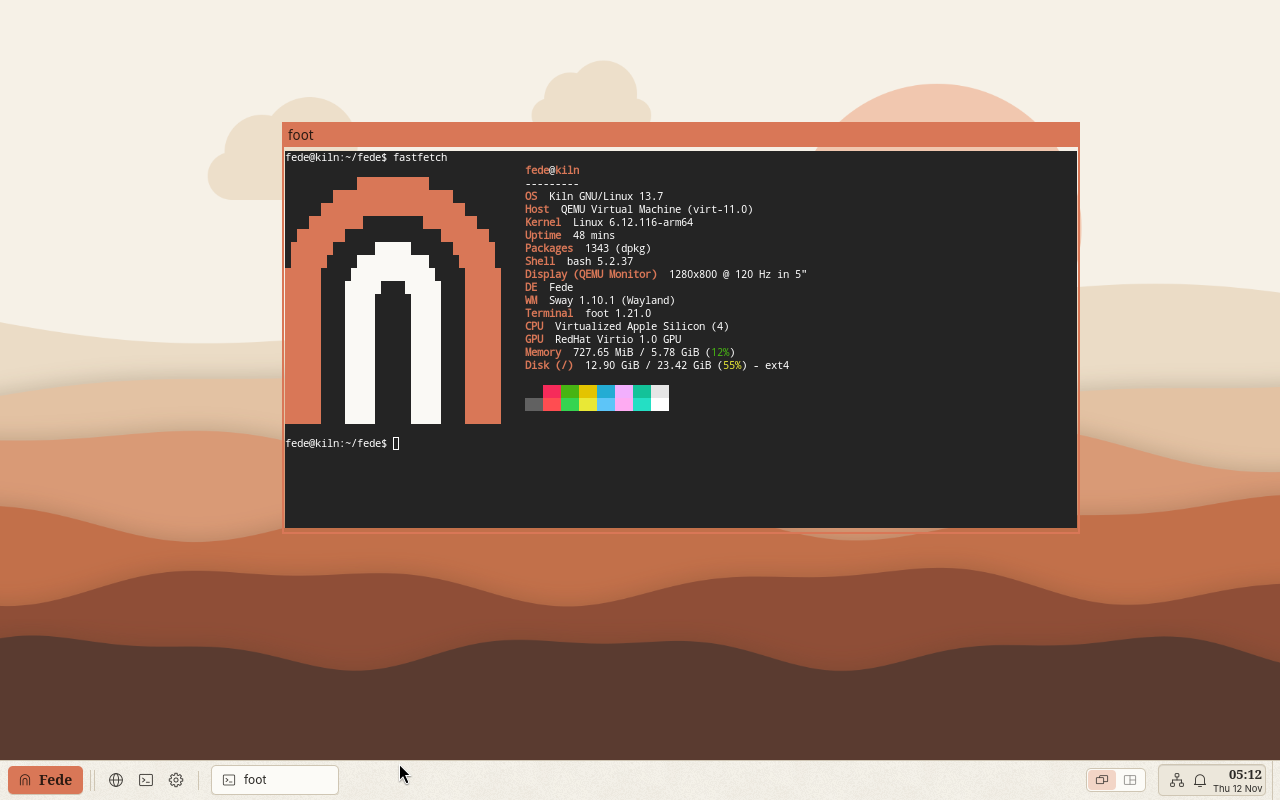 foot
fede@kiln:~/fede$ fastfetch
fede@kiln
---------
OS  Kiln GNU/Linux 13.7
Host  QEMU Virtual Machine (virt-11.0)
Kernel  Linux 6.12.116-arm64
Uptime  48 mins
Packages  1343 (dpkg)
Shell  bash 5.2.37
Display (QEMU Monitor)  1280x800 @ 120 Hz in 5"
DE  Fede
WM  Sway 1.10.1 (Wayland)
Terminal  foot 1.21.0
CPU  Virtualized Apple Silicon (4)
GPU  RedHat Virtio 1.0 GPU
Memory  727.65 MiB / 5.78 GiB (12%)
Disk (/)  12.90 GiB / 23.42 GiB (55%) - ext4
fede@kiln:~/fede$
Fede
foot
05:12
Thu 12 Nov